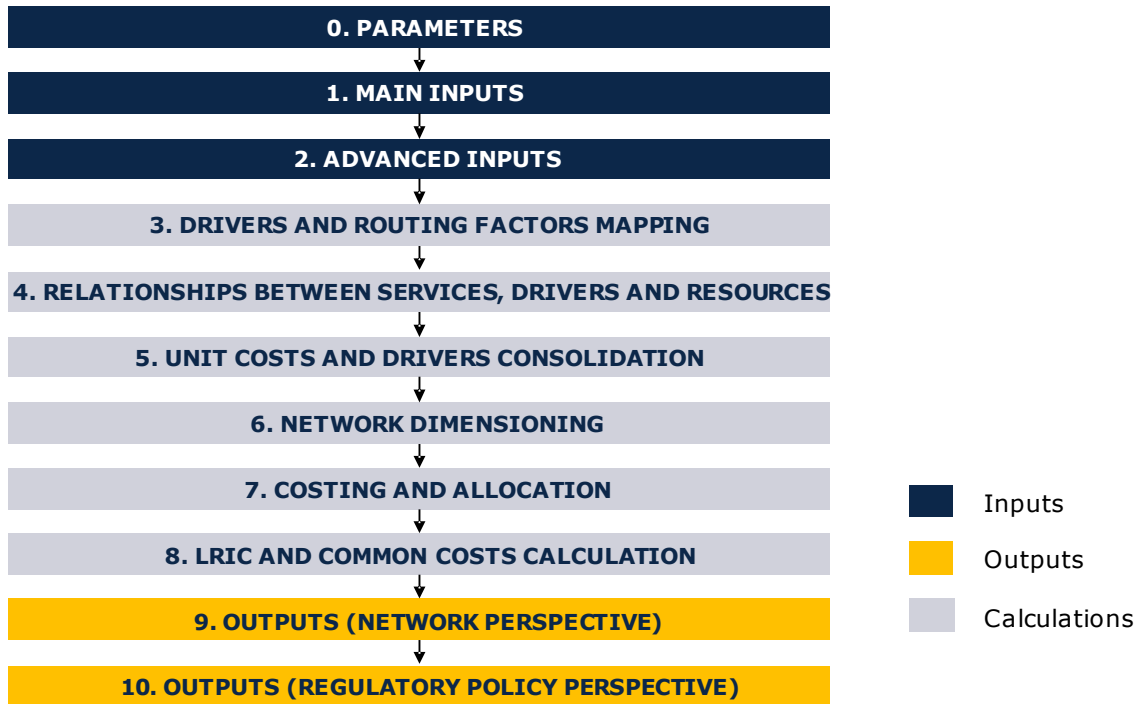 0. PARAMETERS
1. MAIN INPUTS
2. ADVANCED INPUTS
3. DRIVERS AND ROUTING FACTORS MAPPING
4. RELATIONSHIPS BETWEEN SERVICES, DRIVERS AND RESOURCES
5. UNIT COSTS AND DRIVERS CONSOLIDATION
6. NETWORK DIMENSIONING
7. COSTING AND ALLOCATION
8. LRIC AND COMMON COSTS CALCULATION
9. OUTPUTS (NETWORK PERSPECTIVE)
10. OUTPUTS (REGULATORY POLICY PERSPECTIVE)
Inputs
Outputs
Calculations